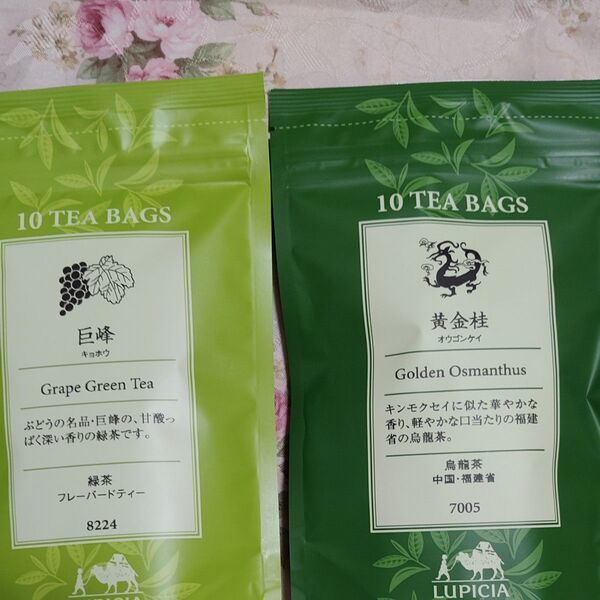 10 TEA BAGS
巨峰
キョホウ
Grape Green Tea
ぶどうの名品・巨峰の、甘酸っ
ぱく深い香りの緑茶です。
緑茶
フレーバードティー
8224
LUPICIA
10 TEA BAGS
黄金桂
オウゴンケイ
Golden Osmanthus
キンモクセイに似た華やかな
香り、軽やかな口当たりの福建
省の烏龍茶。
烏龍茶
中国・福建省
7005
LUPICIA